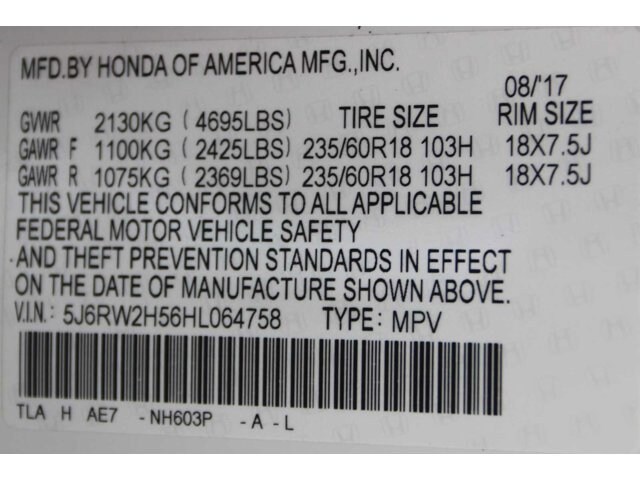 MFD.BY HONDA OF AMERICA MFG.,INC.
08/'17
GVWR 2130KG ( 4695LBS) TIRE SIZE RIM SIZE
GAWR F 1100KG ( 2425LBS) 235/60R18 103H 18X7.5J
GAWR R 1075KG ( 2369LBS) 235/60R18 103H 18X7.5J
THIS VEHICLE CONFORMS TO ALL APPLICABLE
FEDERAL MOTOR VEHICLE SAFETY
AND THEFT PREVENTION STANDARDS IN EFFECT
ON THE DATE OF MANUFACTURE SHOWN ABOVE.
V.I.N.: 5J6RW2H56HL064758 TYPE: MPV
TLA H AE7 -NH603P -A-L